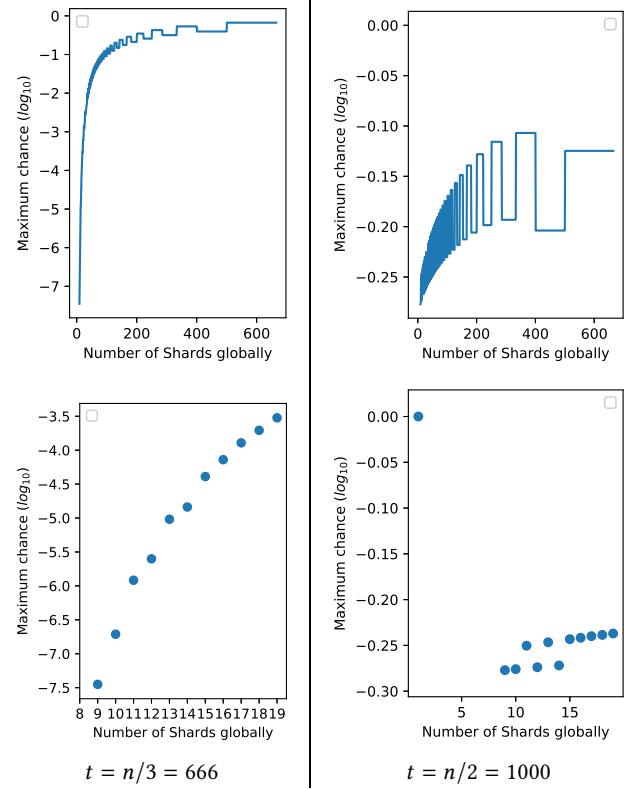 0
−1
−2
−3
−4
−5
−6
−7
0 200 400 600
Maximum chance (log10)
Number of Shards globally
0.00
−0.05
−0.10
−0.15
−0.20
−0.25
0 200 400 600
Maximum chance (log10)
Number of Shards globally
−3.5
−4.0
−4.5
−5.0
−5.5
−6.0
−6.5
−7.0
−7.5
8 9 10 11 12 13 14 15 16 17 18 19
Maximum chance (log10)
Number of Shards globally
0.00
−0.05
−0.10
−0.15
−0.20
−0.25
−0.30
5 10 15
Maximum chance (log10)
Number of Shards globally
t = n/3 = 666
t = n/2 = 1000